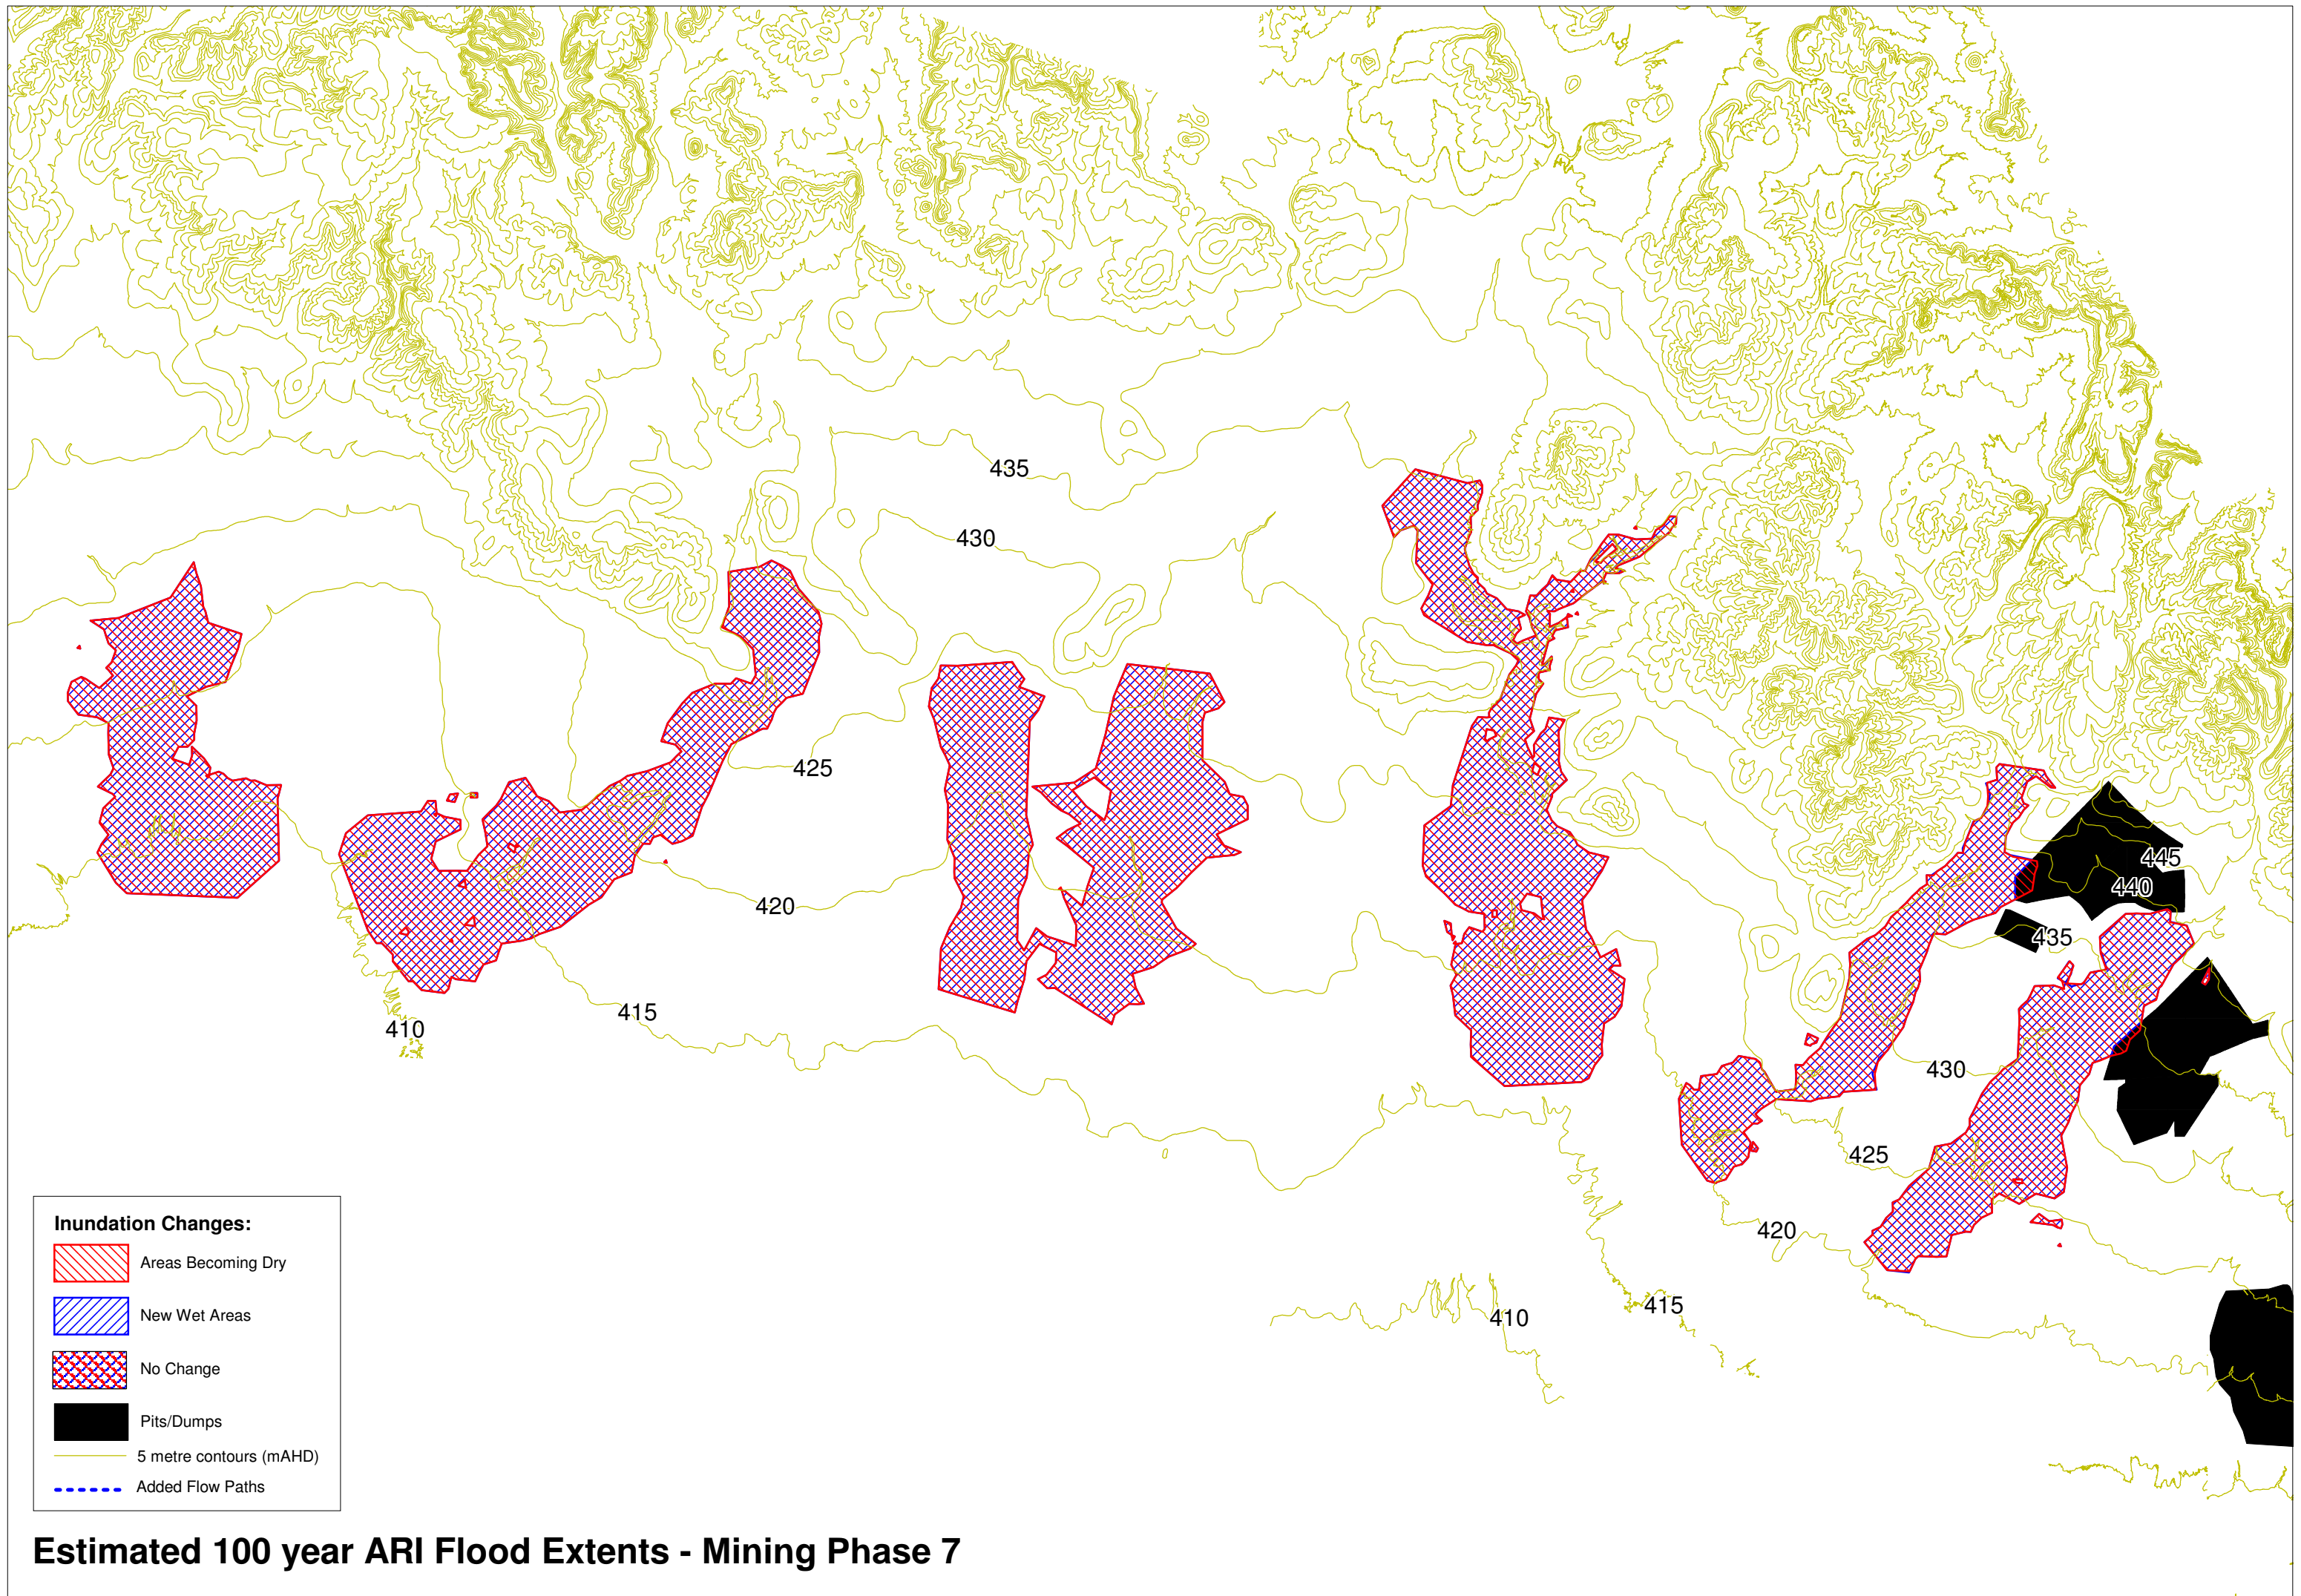 435
430
425
420
415
410
445
440
435
430
425
420
415
410
Inundation Changes:
Areas Becoming Dry
New Wet Areas
No Change
Pits/Dumps
5 metre contours (mAHD)
Added Flow Paths
Estimated 100 year ARI Flood Extents - Mining Phase 7